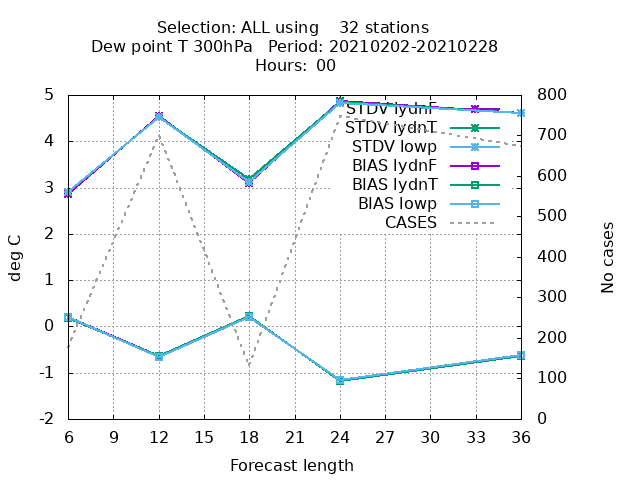 Selection: ALL using 32 stations
Dew point T 300hPa Period: 20210202-20210228
Hours: 00
5
4
3
2
1
0
-1
-2
deg C
800
700
600
500
400
300
200
100
0
No cases
STDV lydnF
STDV lydnT
STDV lowp
BIAS lydnF
BIAS lydnT
BIAS lowp
CASES
6 9 12 15 18 21 24 27 30 33 36
Forecast length